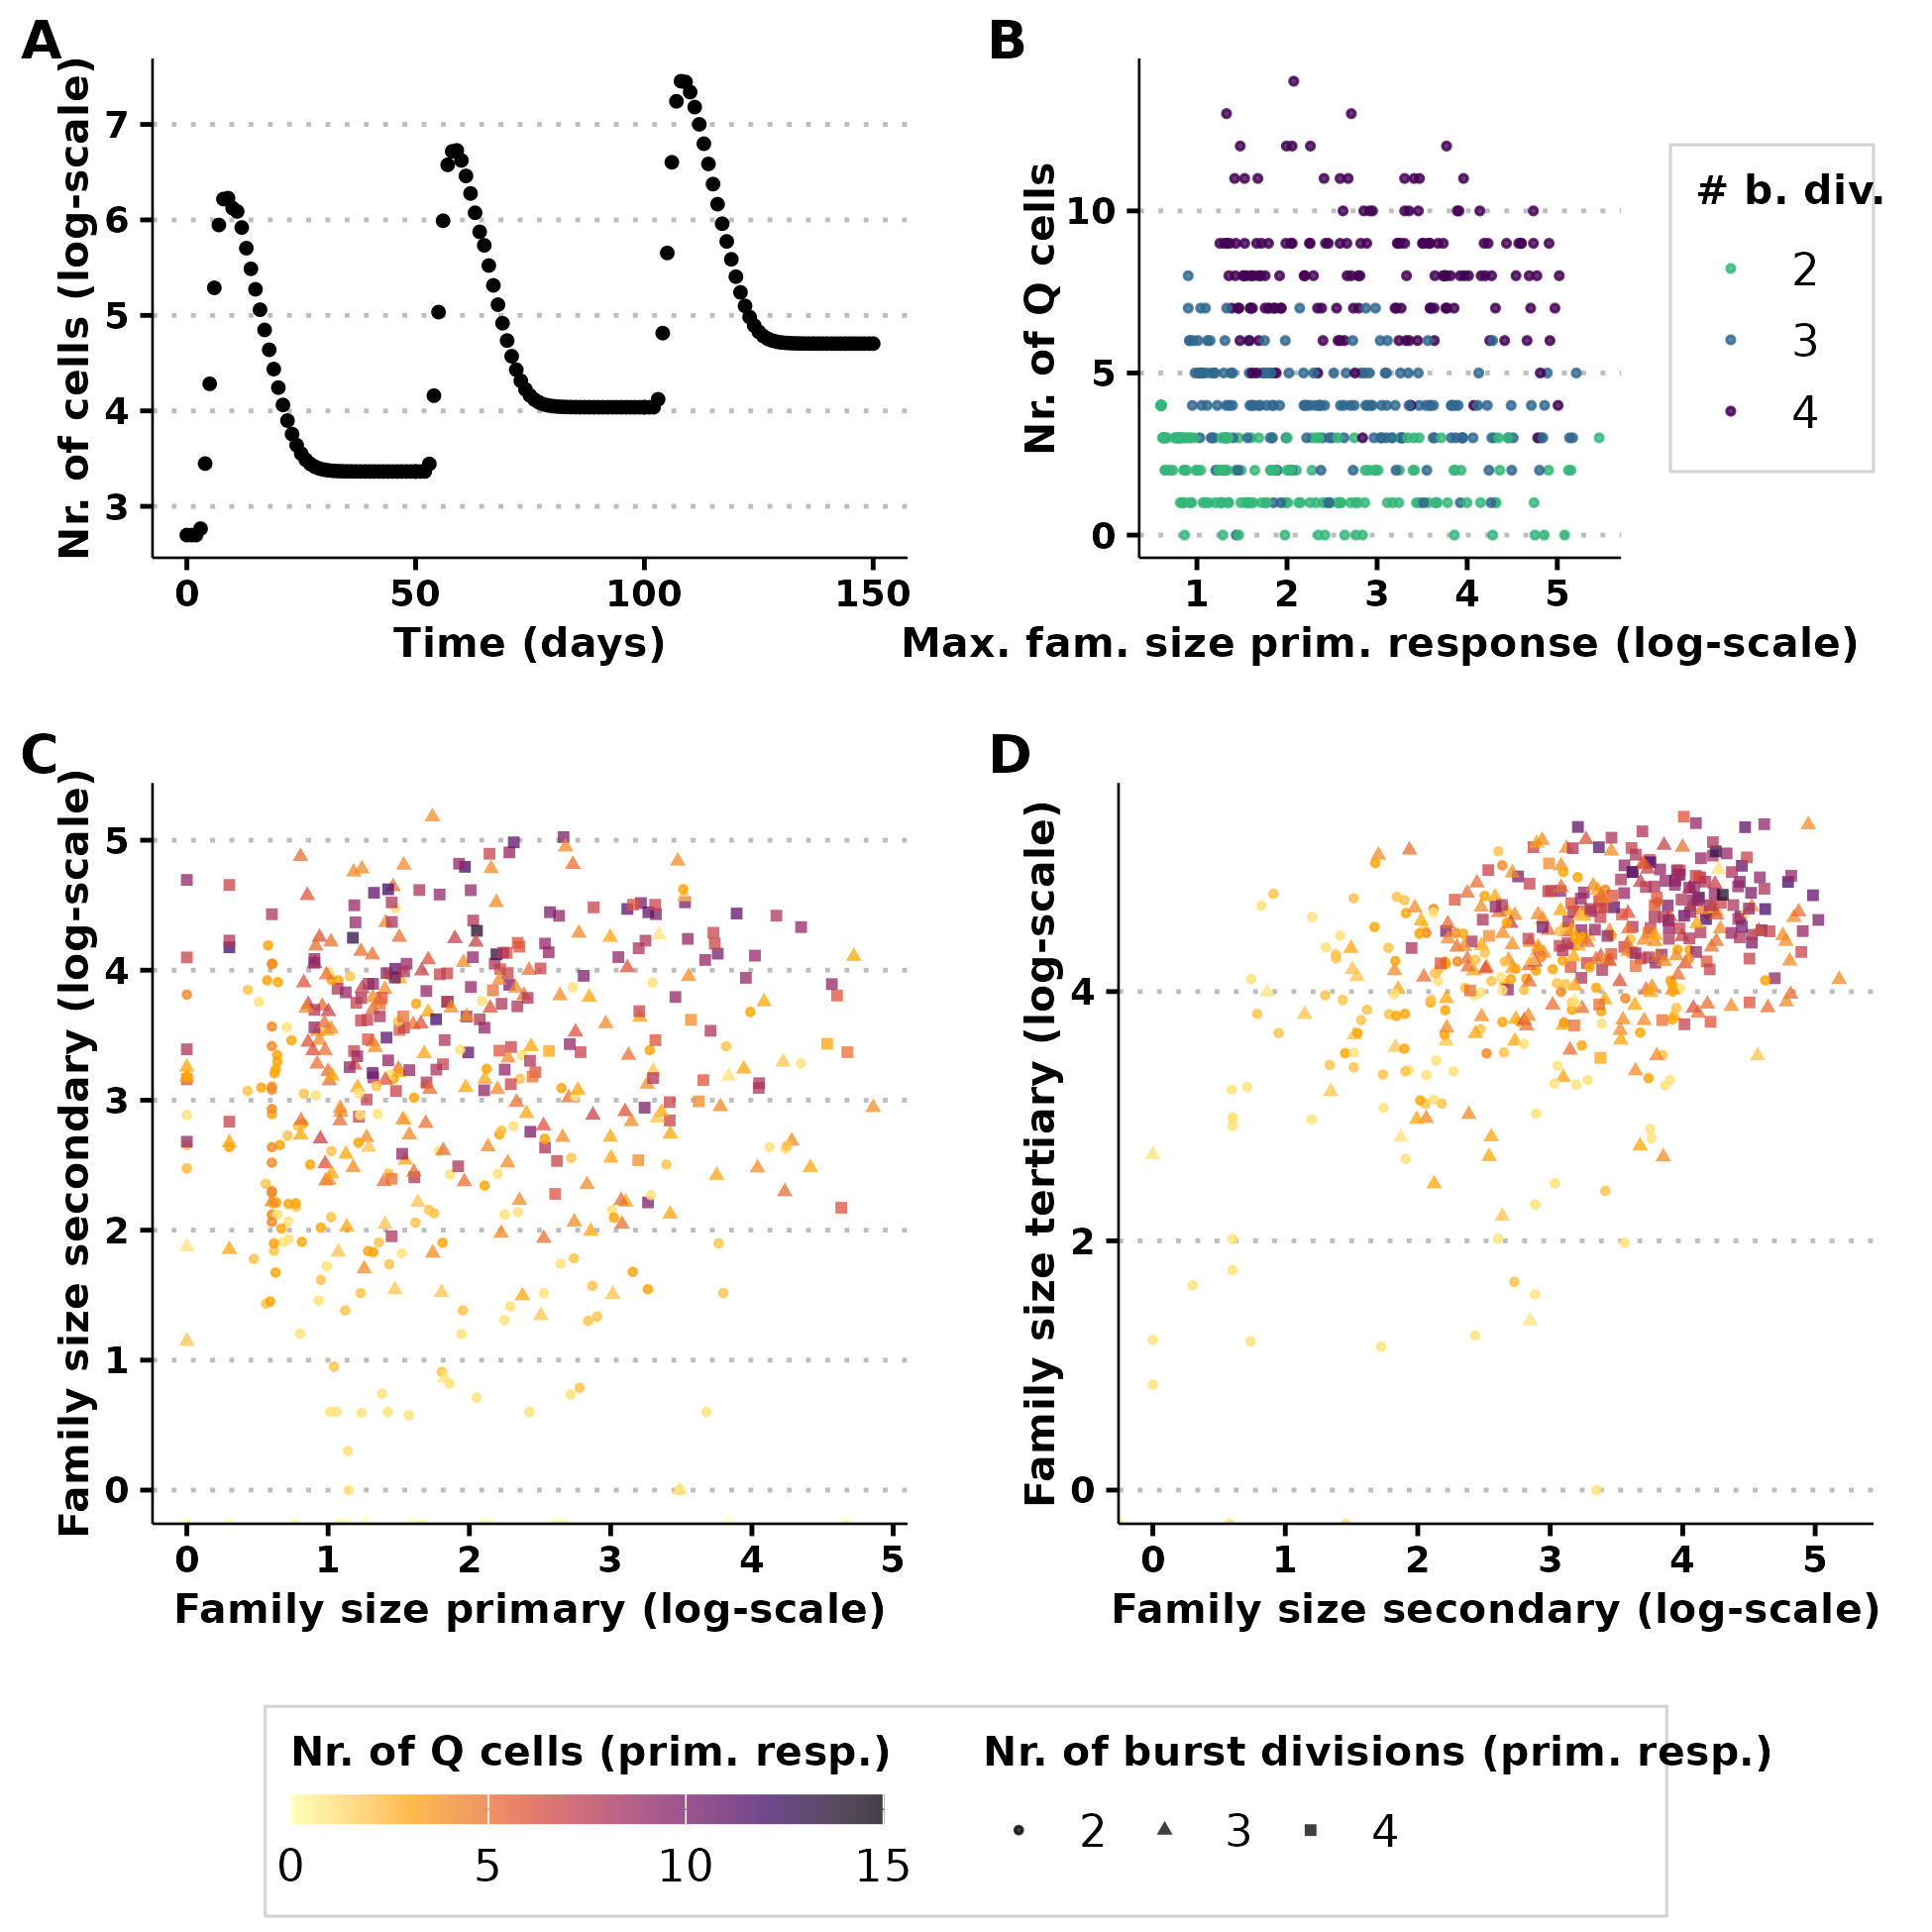 A
Nr. of cells (log-scale)
7
6
5
4
3
0 50 100 150
Time (days)
B
Nr. of Q cells
10
5
0
1 2 3 4 5
Max. fam. size prim. response (log-scale)
# b. div.
2
3
4
C
Family size secondary (log-scale)
5
4
3
2
1
0
0 1 2 3 4 5
Family size primary (log-scale)
D
Family size tertiary (log-scale)
4
2
0
0 1 2 3 4 5
Family size secondary (log-scale)
Nr. of Q cells (prim. resp.)
0 5 10 15
Nr. of burst divisions (prim. resp.)
2 3 4